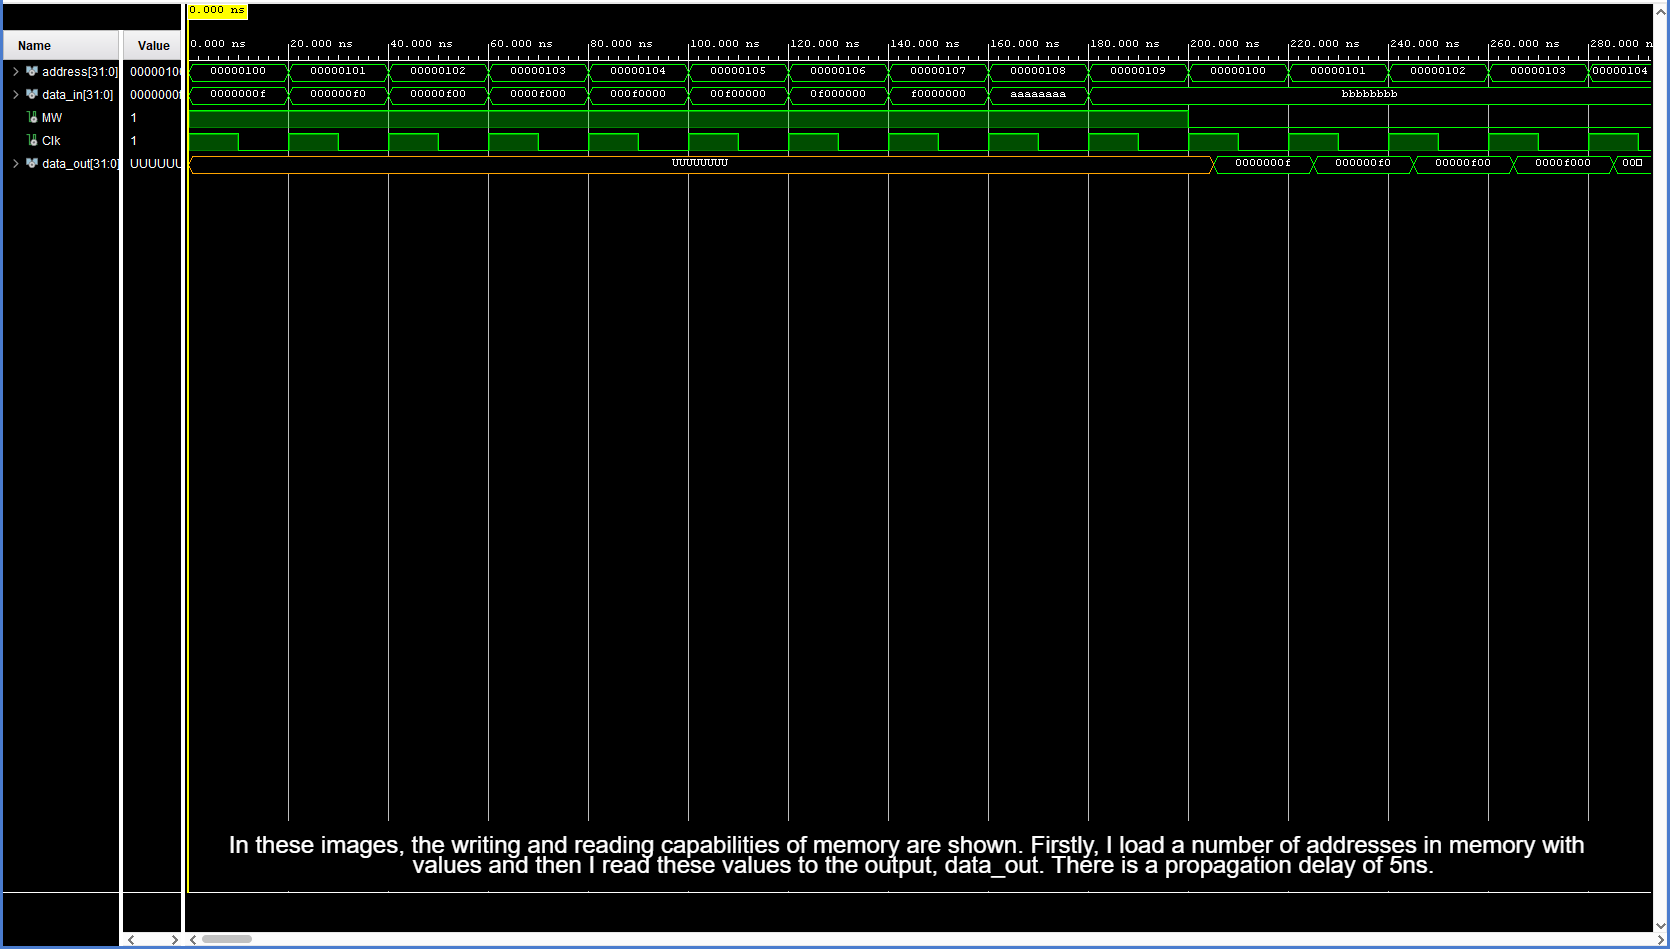 0.000 ns
Name Value
0.000 ns 20.000 ns 40.000 ns 60.000 ns 80.000 ns 100.000 ns 120.000 ns 140.000 ns 160.000 ns 180.000 ns 200.000 ns 220.000 ns 240.000 ns 260.000 ns 280.000 n
address[31:0] 0000010 00000100 00000101 00000102 00000103 00000104 00000105 00000106 00000107 00000108 00000109 00000100 00000101 00000102 00000103 00000104
data_in[31:0] 0000000f 0000000f 000000f0 00000f00 0000f000 000f0000 00f00000 0f000000 f0000000 aaaaaaaa bbbbbbbb
MW 1
Clk 1
data_out[31:0] UUUUUU UUUUUUUU 0000000f 000000f0 00000f00 0000f000 00
In these images, the writing and reading capabilities of memory are shown. Firstly, I load a number of addresses in memory with
values and then I read these values to the output, data_out. There is a propagation delay of 5ns.